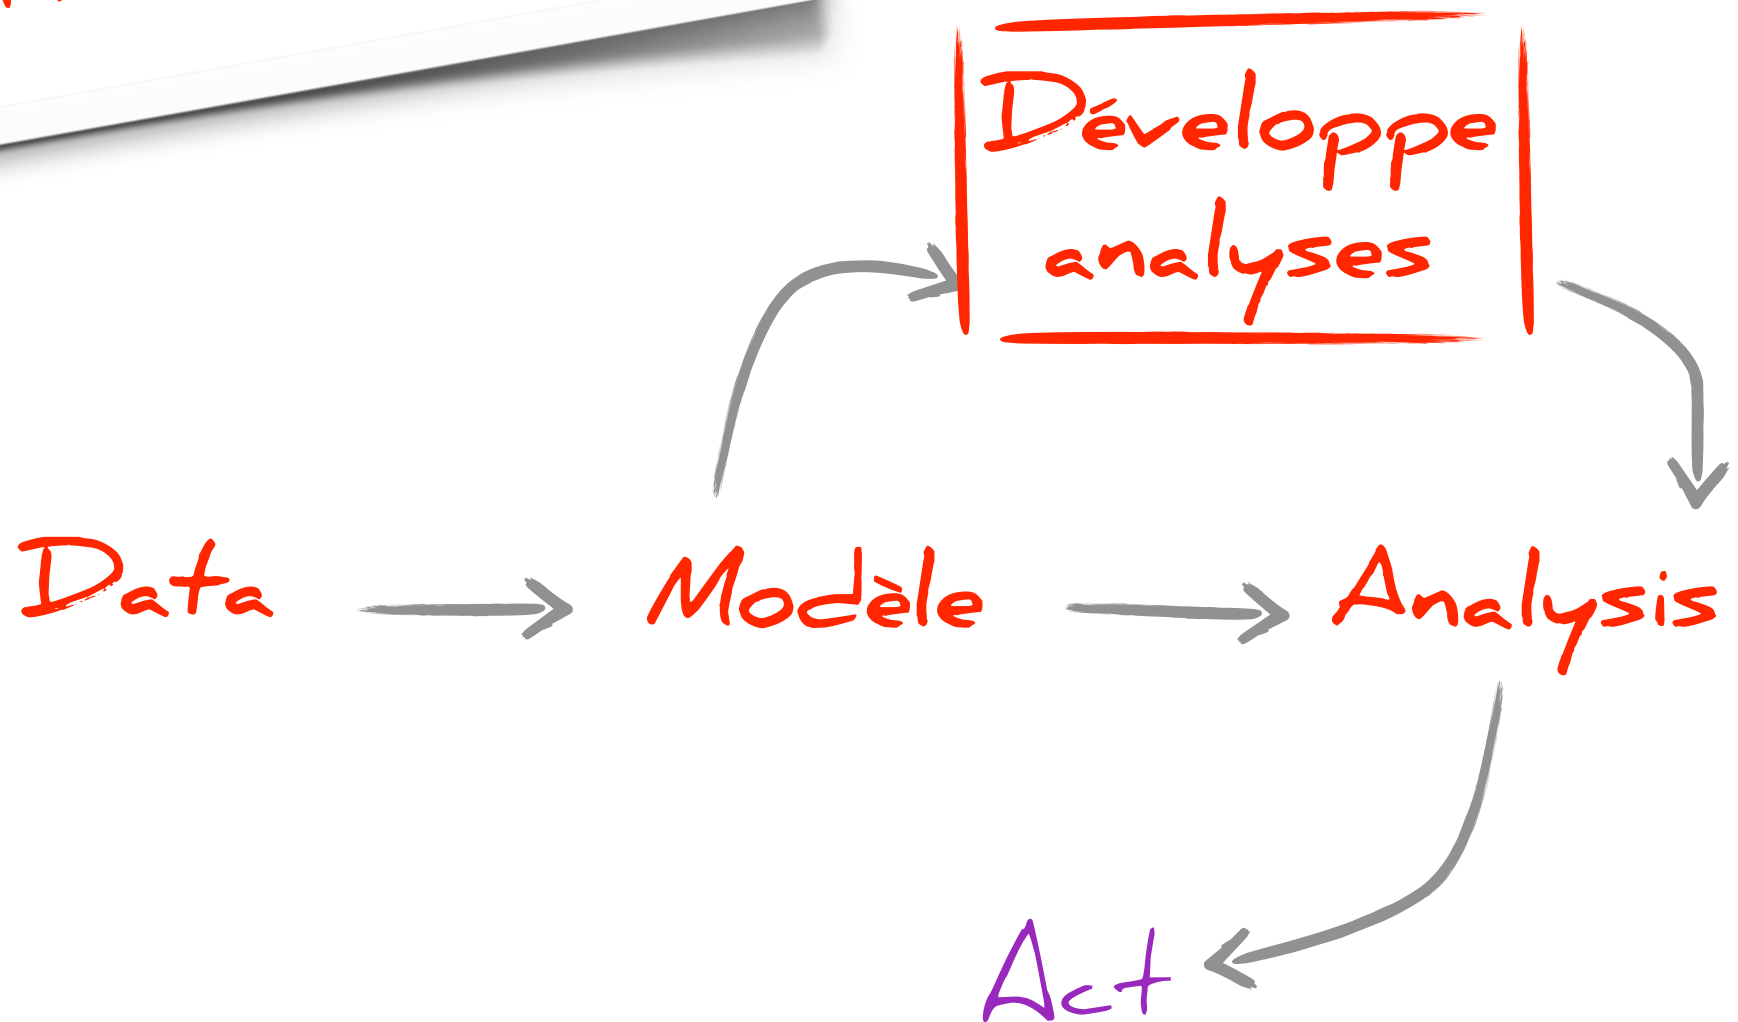 Développe
analyses
Data
Modèle
Analysis
Act